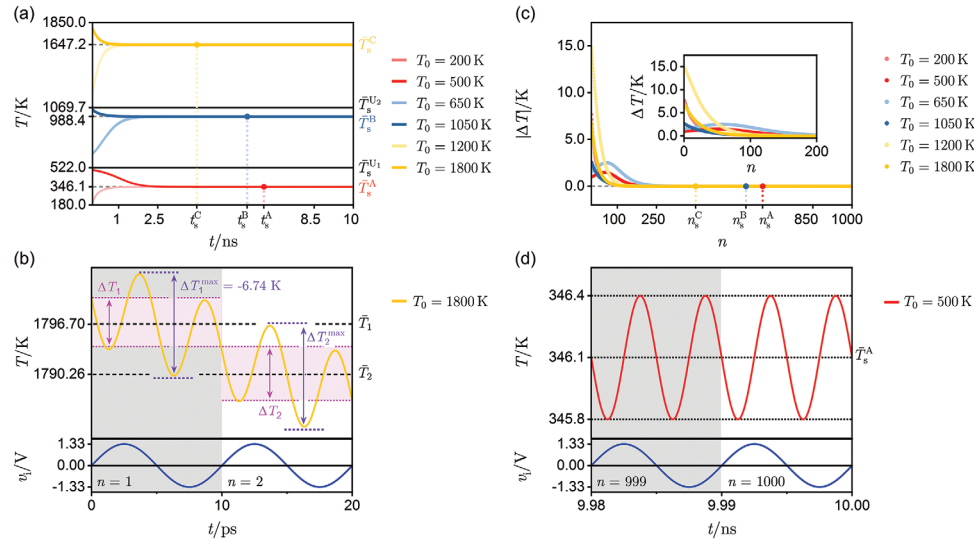 (a)
1850.0
1647.2
1069.7
988.4
522.0
346.1
180.0
T/K
T̄ₛᶜ
T̄ₛᵁ²
T̄ₛᴮ
T̄ₛᵁ¹
T̄ₛᴬ
1 2.5 tₛᶜ tₛᴮ tₛᴬ 8.5 10
t/ns
T₀ = 200 K
T₀ = 500 K
T₀ = 650 K
T₀ = 1050 K
T₀ = 1200 K
T₀ = 1800 K
(c)
15.0
10.0
5.0
0.0
|ΔT|/K
15.0
10.0
5.0
0.0
ΔT/K
0 100 200
n
100 250 nₛᶜ nₛᴮ nₛᴬ 1000
n
T₀ = 200 K
T₀ = 500 K
T₀ = 650 K
T₀ = 1050 K
T₀ = 1200 K
T₀ = 1800 K
(b)
ΔT₁
ΔT₁ᵐᵃˣ = -6.74 K
1796.70
T̄₁
ΔT₂ᵐᵃˣ
1790.26
T̄₂
ΔT₂
T/K
T₀ = 1800 K
1.33
0.00
-1.33
vᵢ/V
n = 1
n = 2
0 10 20
t/ps
(d)
346.4
346.1
345.8
T/K
T̄ₛᴬ
T₀ = 500 K
1.33
0.00
-1.33
vᵢ/V
n = 999
n = 1000
9.98 9.99 10.00
t/ns